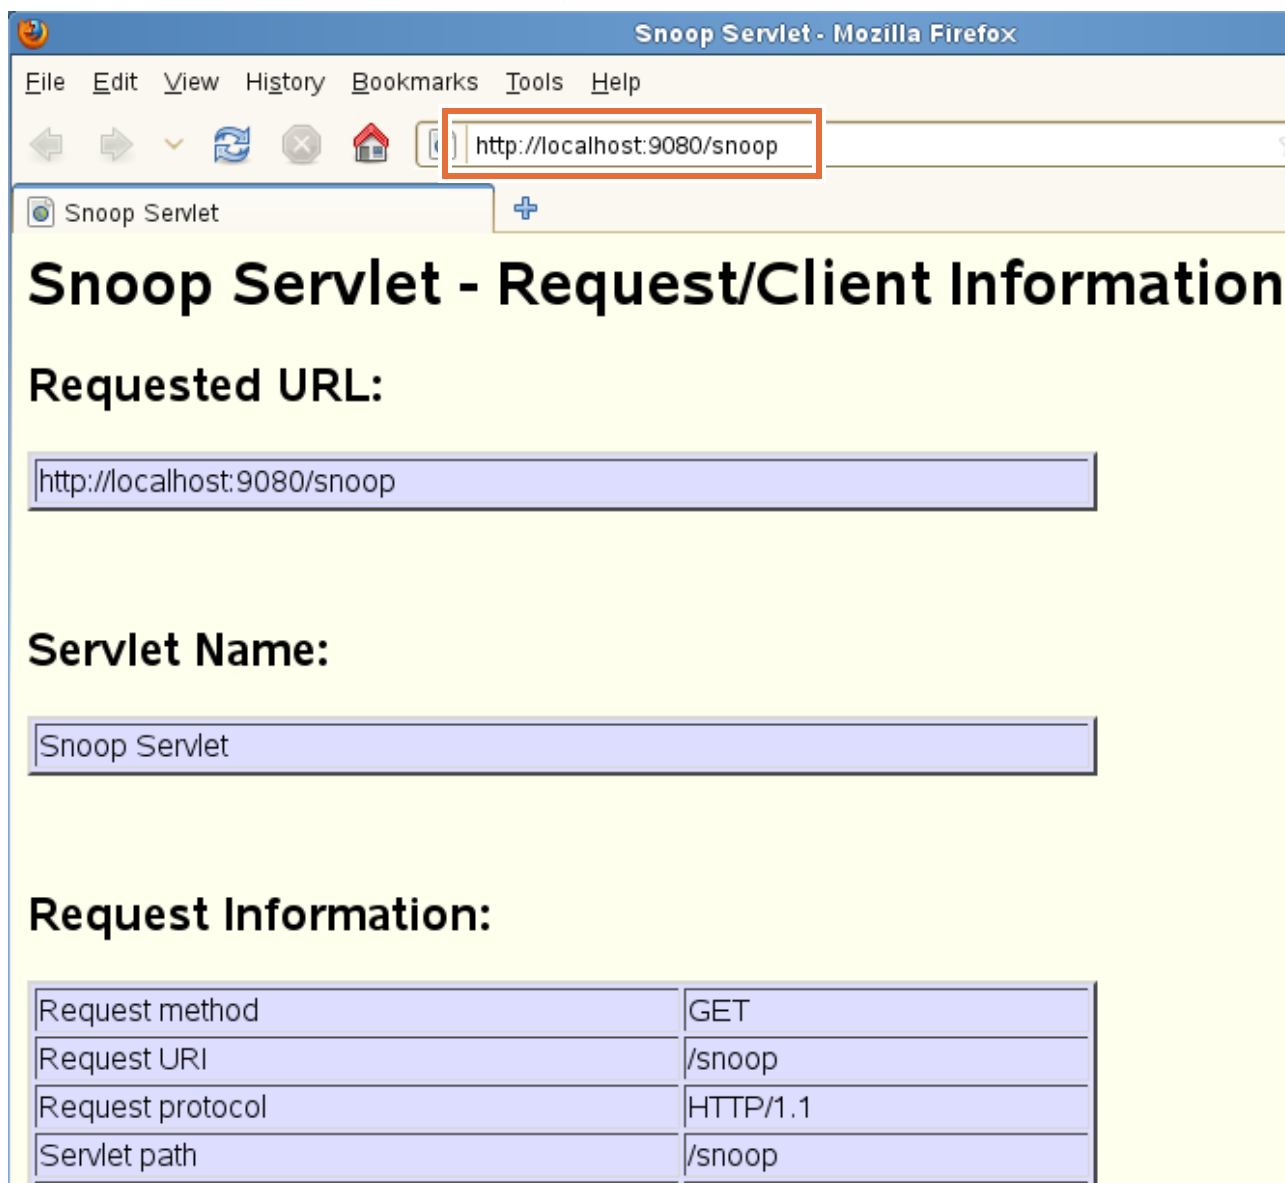 Snoop Servlet - Mozilla Firefox
File Edit View History Bookmarks Tools Help
http://localhost:9080/snoop
Snoop Servlet
Snoop Servlet - Request/Client Information
Requested URL:
http://localhost:9080/snoop
Servlet Name:
Snoop Servlet
Request Information:
Request method GET
Request URI /snoop
Request protocol HTTP/1.1
Servlet path /snoop